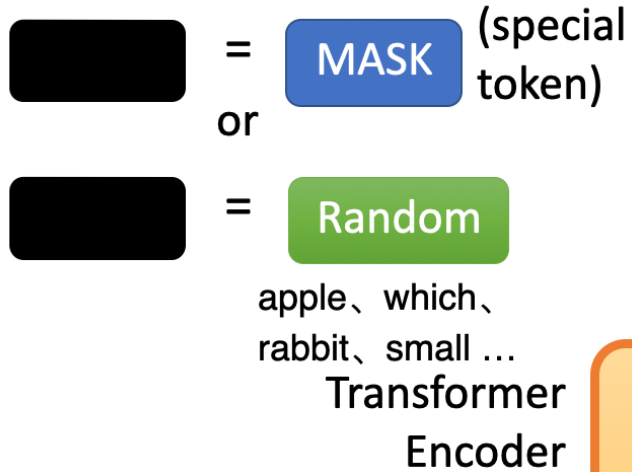 = MASK (special
token)
or
= Random
apple、which、
rabbit、small ...
Transformer
Encoder